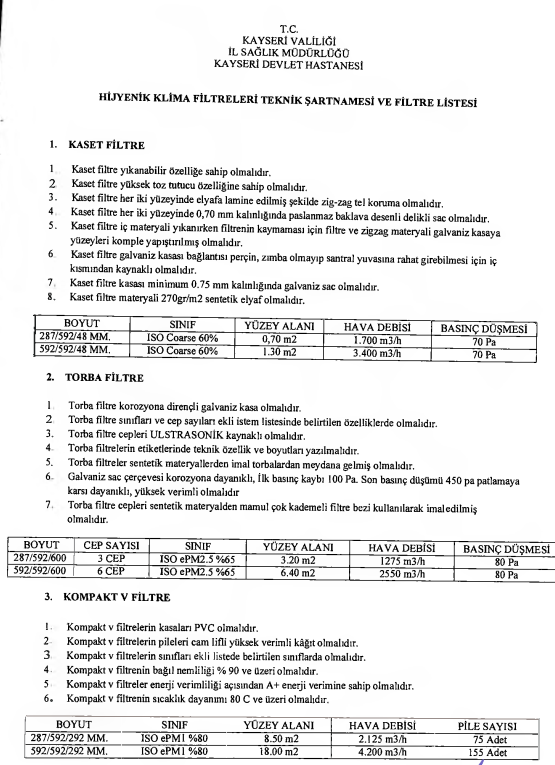 T.C.
KAYSERİ VALİLİĞİ
İL SAĞLIK MÜDÜRLÜĞÜ
KAYSERİ DEVLET HASTANESİ
HİJYENİK KLİMA FİLTRELERİ TEKNİK ŞARTNAMESİ VE FİLTRE LİSTESİ
1. KASET FİLTRE
1 Kaset filtre yıkanabilir özelliğe sahip olmalıdır.
2 Kaset filtre yüksek toz tutucu özelliğine sahip olmalıdır.
3. Kaset filtre her iki yüzeyinde elyafa lamine edilmiş şekilde zig-zag tel koruma olmalıdır.
4 Kaset filtre her iki yüzeyinde 0,70 mm kalınlığında paslanmaz baklava desenli delikli sac olmalıdır.
5. Kaset filtre iç materyali yıkanırken filtrenin kaymaması için filtre ve zigzag materyali galvaniz kasaya
yüzeyleri komple yapıştırılmış olmalıdır.
6 Kaset filtre galvaniz kasası bağlantısı perçin, zımba olmayıp santral yuvasına rahat girebilmesi için iç
kısmından kaynaklı olmalıdır.
7. Kaset filtre kasası minimum 0.75 mm kalınlığında galvaniz sac olmalıdır.
8. Kaset filtre materyali 270gr/m2 sentetik elyaf olmalıdır.
BOYUT SINIF YÜZEY ALANI HAVA DEBİSİ BASINÇ DÜŞMESİ
287/592/48 MM. ISO Coarse 60% 0,70 m2 1.700 m3/h 70 Pa
592/592/48 MM. ISO Coarse 60% 1.30 m2 3.400 m3/h 70 Pa
2. TORBA FİLTRE
1 Torba filtre korozyona dirençli galvaniz kasa olmalıdır.
2 Torba filtre sınıfları ve cep sayıları ekli istem listesinde belirtilen özelliklerde olmalıdır.
3. Torba filtre cepleri ULSTRASONİK kaynaklı olmalıdır.
4 Torba filtrelerin etiketlerinde teknik özellik ve boyutları yazılmalıdır.
5. Torba filtreler sentetik materyallerden imal torbalardan meydana gelmiş olmalıdır.
6 Galvaniz sac çerçevesi korozyona dayanıklı, İlk basınç kaybı 100 Pa. Son basınç düşümü 450 pa patlamaya
karsı dayanıklı, yüksek verimli olmalıdır
7. Torba filtre cepleri sentetik materyalden mamul çok kademeli filtre bezi kullanılarak imal edilmiş
olmalıdır.
BOYUT CEP SAYISI SINIF YÜZEY ALANI HAVA DEBİSİ BASINÇ DÜŞMESİ
287/592/600 3 CEP ISO ePM2.5 %65 3.20 m2 1275 m3/h 80 Pa
592/592/600 6 CEP ISO ePM2.5 %65 6.40 m2 2550 m3/h 80 Pa
3. KOMPAKT V FİLTRE
1 Kompakt v filtrelerin kasaları PVC olmalıdır.
2 Kompakt v filtrelerin pileleri cam lifli yüksek verimli kâğıt olmalıdır.
3 Kompakt v filtrelerin sınıfları ekli listede belirtilen sınıflarda olmalıdır.
4 Kompakt v filtrenin bağıl nemliliği % 90 ve üzeri olmalıdır.
5 Kompakt v filtreler enerji verimliliği açısından A+ enerji verimine sahip olmalıdır.
6. Kompakt v filtrenin sıcaklık dayanımı 80 C ve üzeri olmalıdır.
BOYUT SINIF YÜZEY ALANI HAVA DEBİSİ PİLE SAYISI
287/592/292 MM. ISO ePM1 %80 8.50 m2 2.125 m3/h 75 Adet
592/592/292 MM. ISO ePM1 %80 18.00 m2 4.200 m3/h 155 Adet